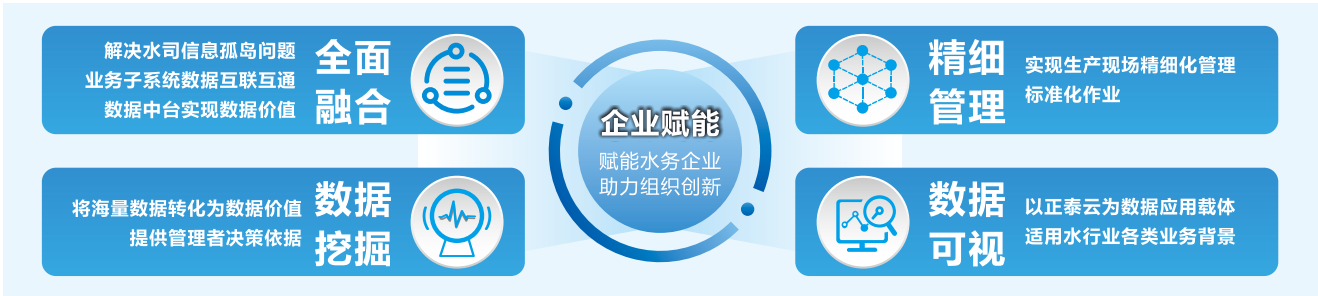 解决水司信息孤岛问题
业务子系统数据互联互通
数据中台实现数据价值
全面
融合
将海量数据转化为数据价值
提供管理者决策依据
数据
挖掘
企业赋能
赋能水务企业
助力组织创新
精细
管理
实现生产现场精细化管理
标准化作业
数据
可视
以正泰云为数据应用载体
适用水行业各类业务背景